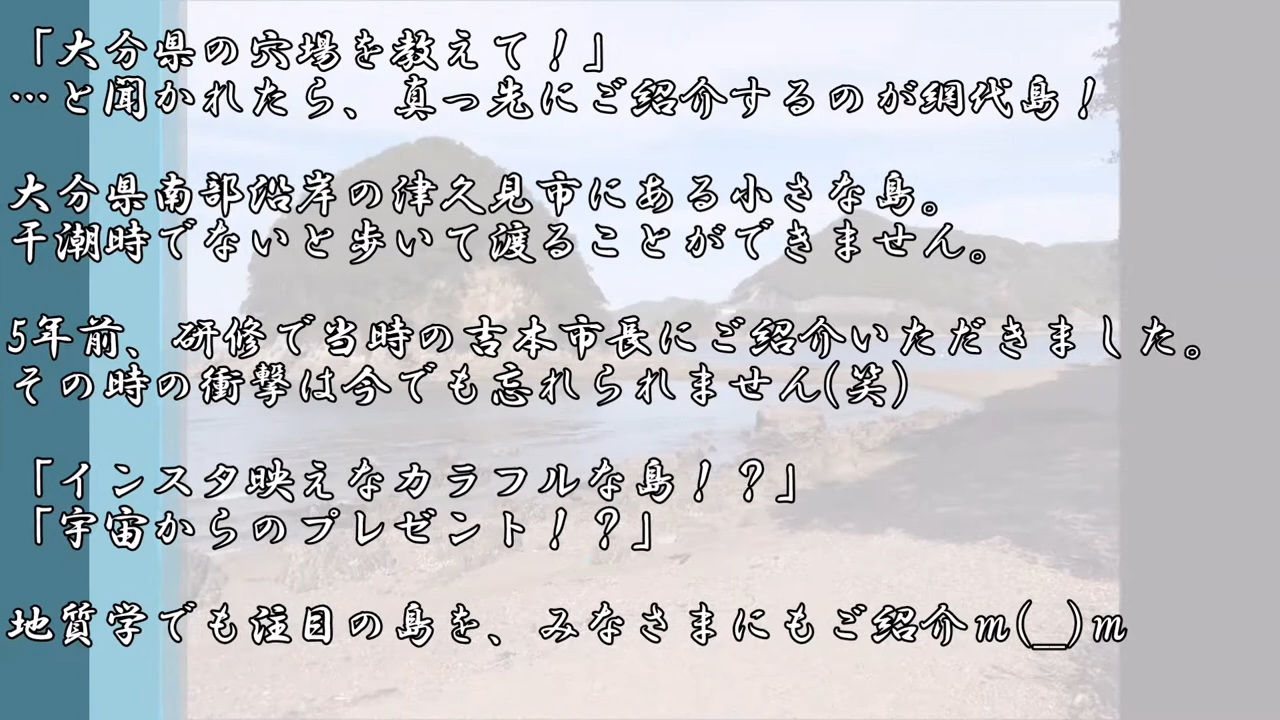 「大分県の穴場を教えて！」
…と聞かれたら、真っ先にご紹介するのが網代島！
大分県南部沿岸の津久見市にある小さな島。
干潮時でないと歩いて渡ることができません。
5年前、研修で当時の吉本市長にご紹介いただきました。
その時の衝撃は今でも忘れられません(笑)
「インスタ映えなカラフルな島！？」
「宇宙からのプレゼント！？」
地質学でも注目の島を、みなさまにもご紹介m(__)m